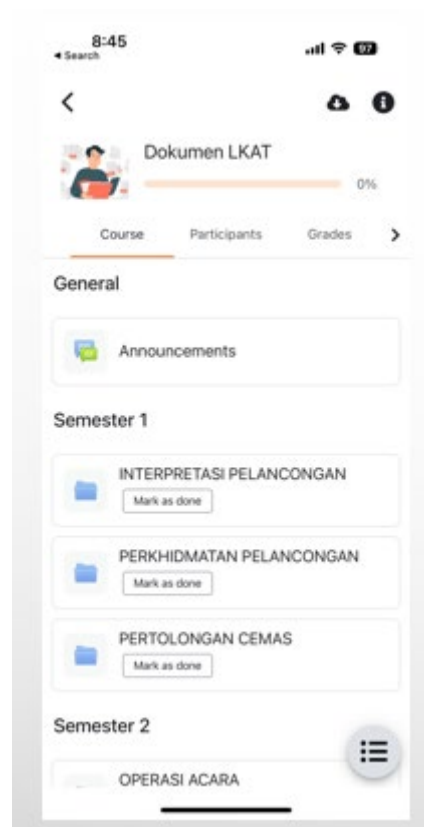 8:45
◀ Search
97
Dokumen LKAT
0%
Course Participants Grades
General
Announcements
Semester 1
INTERPRETASI PELANCONGAN
Mark as done
PERKHIDMATAN PELANCONGAN
Mark as done
PERTOLONGAN CEMAS
Mark as done
Semester 2
OPERASI ACARA